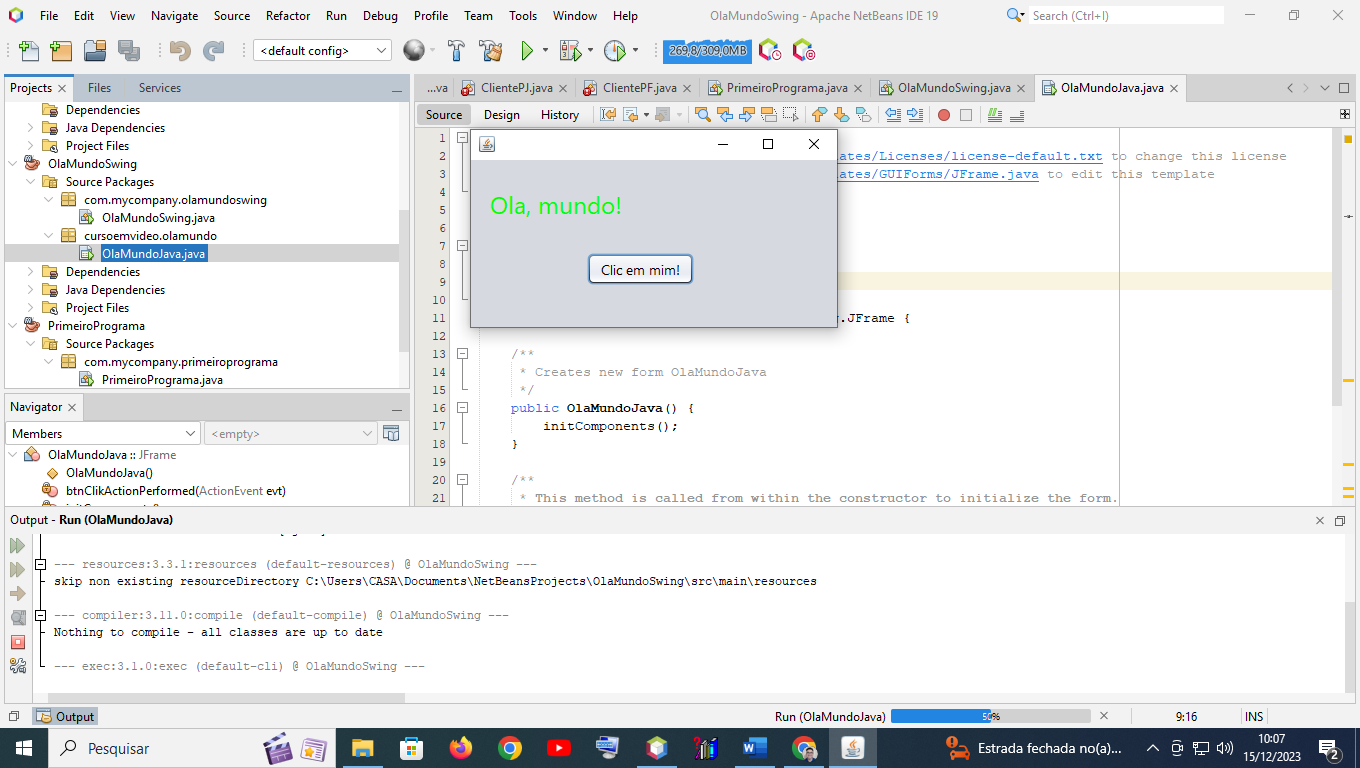 File Edit View Navigate Source Refactor Run Debug Profile Team Tools Window Help
OlaMundoSwing - Apache NetBeans IDE 19
Search (Ctrl+I)
<default config>
269,8/309,0MB
Projects Files Services
Dependencies
Java Dependencies
Project Files
OlaMundoSwing
Source Packages
com.mycompany.olamundoswing
OlaMundoSwing.java
cursoemvideo.olamundo
OlaMundoJava.java
Dependencies
Java Dependencies
Project Files
PrimeiroPrograma
Source Packages
com.mycompany.primeiroprograma
PrimeiroPrograma.java
Navigator
Members
<empty>
OlaMundoJava :: JFrame
OlaMundoJava()
btnClikActionPerformed(ActionEvent evt)
...va ClientePJ.java ClientePF.java PrimeiroPrograma.java OlaMundoSwing.java OlaMundoJava.java
Source Design History
1
2 ates/Licenses/license-default.txt to change this license
3 ates/GUIForms/JFrame.java to edit this template
4
5
6
7
8
9
10
11 .JFrame {
12
13 /**
14 * Creates new form OlaMundoJava
15 */
16 public OlaMundoJava() {
17 initComponents();
18 }
19
20 /**
21 * This method is called from within the constructor to initialize the form.
Ola, mundo!
Clic em mim!
Output - Run (OlaMundoJava)
--- resources:3.3.1:resources (default-resources) @ OlaMundoSwing ---
skip non existing resourceDirectory C:\Users\CASA\Documents\NetBeansProjects\OlaMundoSwing\src\main\resources
--- compiler:3.11.0:compile (default-compile) @ OlaMundoSwing ---
Nothing to compile - all classes are up to date
--- exec:3.1.0:exec (default-cli) @ OlaMundoSwing ---
Output
Run (OlaMundoJava) 50% 9:16 INS
Pesquisar
Estrada fechada no(a)...
10:07
15/12/2023
2